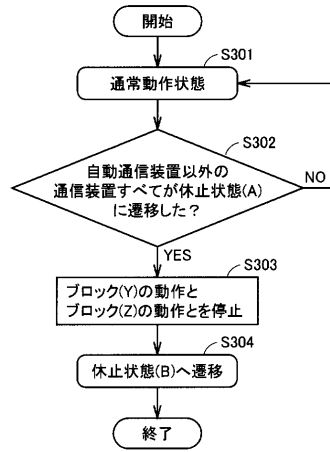 開始
S301
通常動作状態
S302
自動通信装置以外の
通信装置すべてが休止状態(A)
に遷移した？
NO
YES
S303
ブロック(Y)の動作と
ブロック(Z)の動作とを停止
S304
休止状態(B)へ遷移
終了